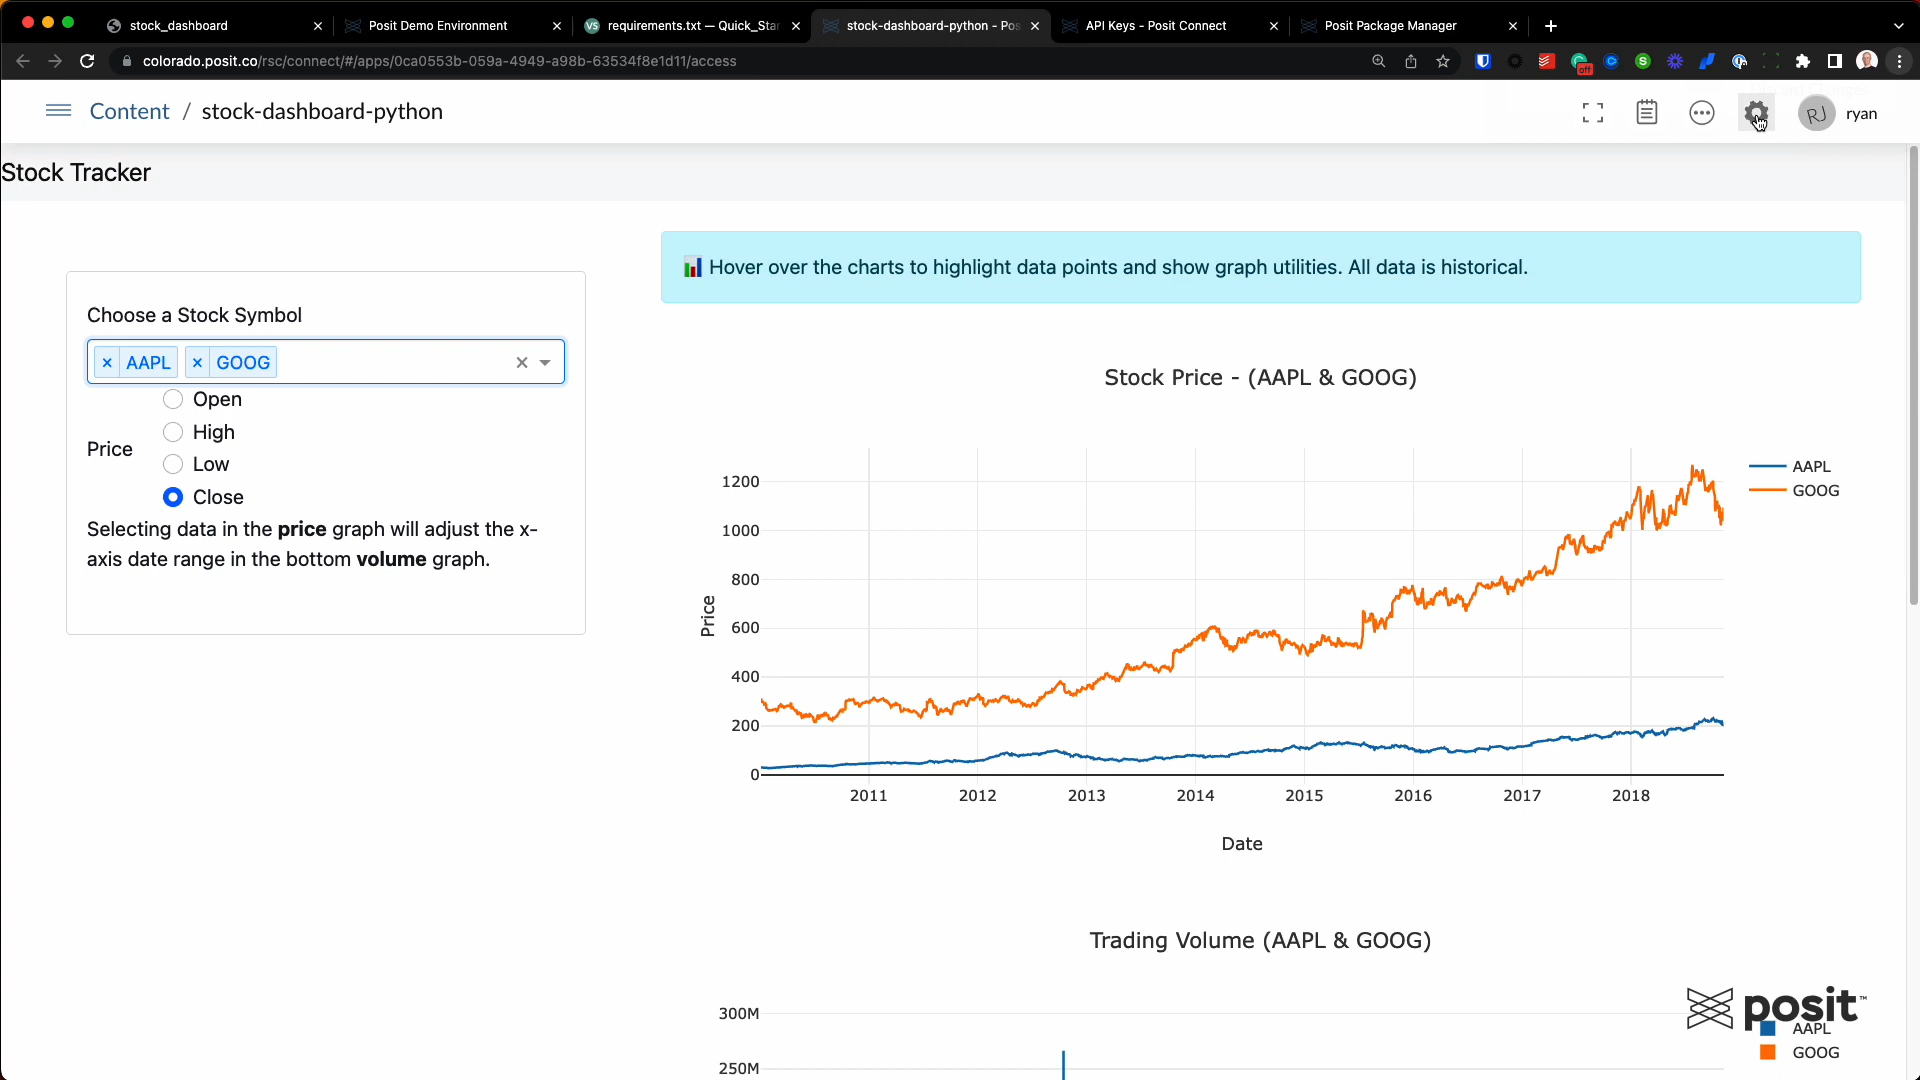 stock_dashboard
Posit Demo Environment
VS requirements.txt — Quick_Star
stock-dashboard-python - Pos
API Keys - Posit Connect
Posit Package Manager
colorado.posit.co/rsc/connect/#/apps/0ca0553b-059a-4949-a98b-63534f8e1d11/access
off
S
Content / stock-dashboard-python
RJ ryan
Stock Tracker
Hover over the charts to highlight data points and show graph utilities. All data is historical.
Choose a Stock Symbol
× AAPL × GOOG
Price
Open
High
Low
Close
Selecting data in the price graph will adjust the x-
axis date range in the bottom volume graph.
Stock Price - (AAPL & GOOG)
Price
1200
1000
800
600
400
200
0
2011 2012 2013 2014 2015 2016 2017 2018
Date
AAPL
GOOG
Trading Volume (AAPL & GOOG)
300M
250M
posit™
AAPL
GOOG